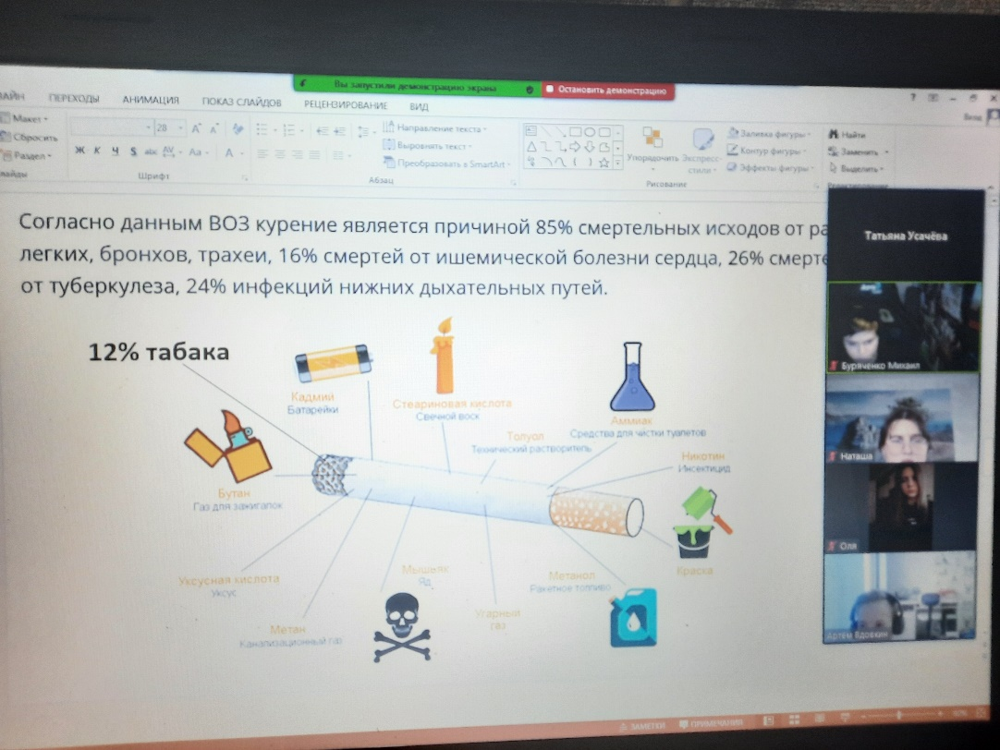 Вы запустили демонстрацию экрана
Остановить демонстрацию
ПЕРЕХОДЫ АНИМАЦИЯ ПОКАЗ СЛАЙДОВ РЕЦЕНЗИРОВАНИЕ ВИД
Вход
Макет
Сбросить
Раздел
28
Ж К Ч S abc AV Aa A
Шрифт
Направление текста
Выровнять текст
Преобразовать в SmartArt
Абзац
Упорядочить
Экспресс-
стили
Заливка фигуры
Контур фигуры
Эффекты фигуры
Рисование
Найти
Заменить
Выделить
Согласно данным ВОЗ курение является причиной 85% смертельных исходов от ра
легких, бронхов, трахеи, 16% смертей от ишемической болезни сердца, 26% смерте
от туберкулеза, 24% инфекций нижних дыхательных путей.
12% табака
Кадмий
Батарейки
Стеариновая кислота
Свечной воск
Толуол
Технический растворитель
Аммиак
Средства для чистки туалетов
Никотин
Инсектицид
Бутан
Газ для зажигалок
Краска
Уксусная кислота
Уксус
Мышьяк
Яд
Метанол
Ракетное топливо
Угарный
газ
Метан
Канализационный газ
Татьяна Усачёва
Буряченко Михаил
Наташа
Оля
Артём Вдовкин
ЗАМЕТКИ
ПРИМЕЧАНИЯ